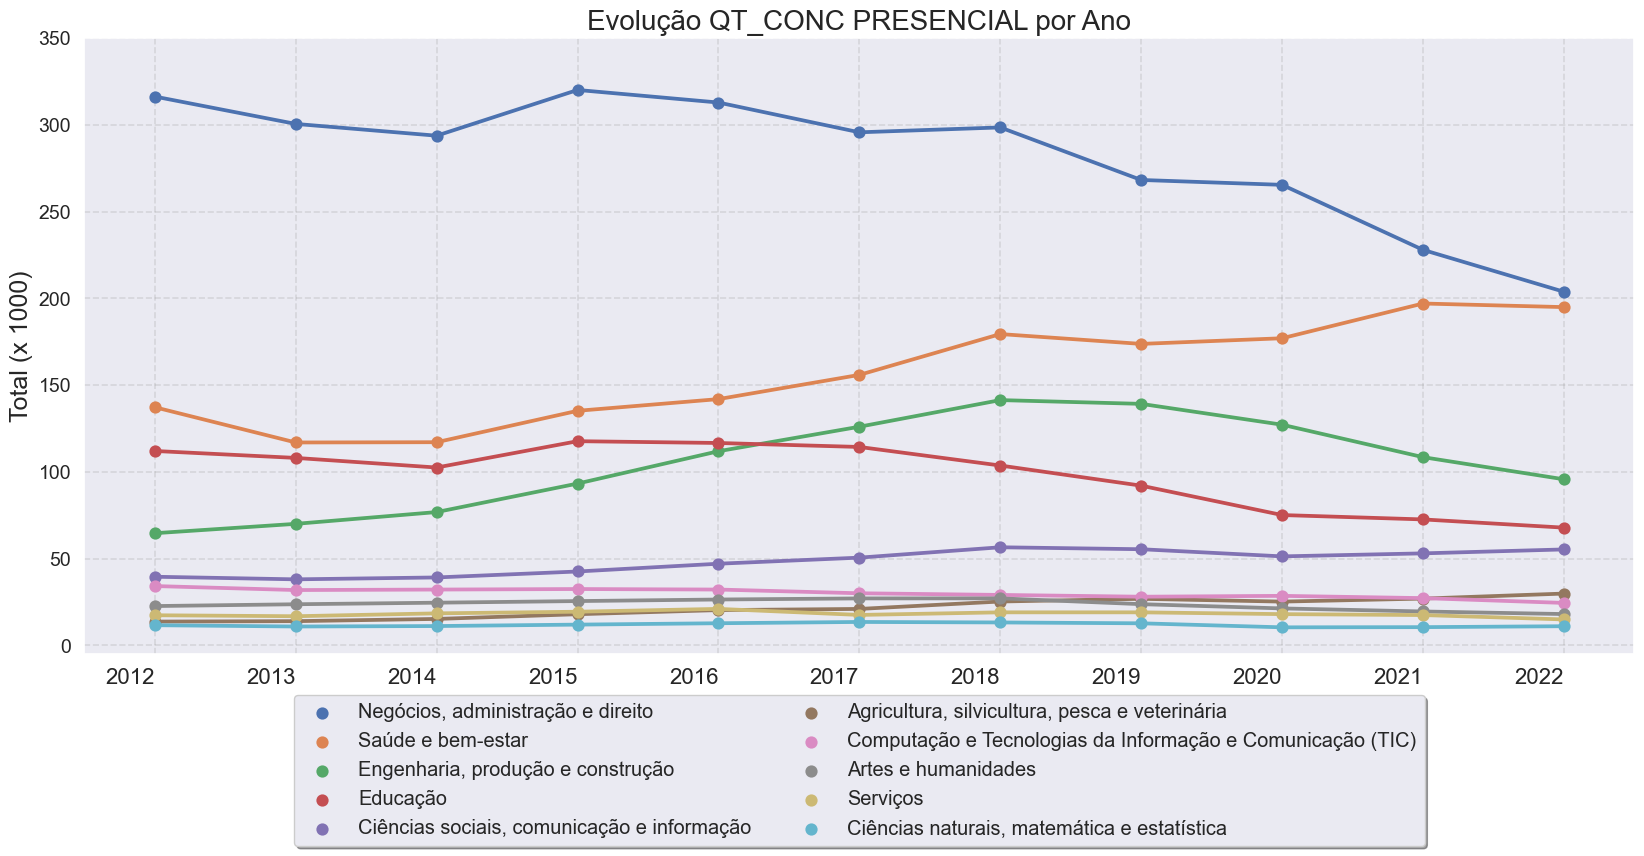 Evolução QT_CONC PRESENCIAL por Ano
Total (x 1000)
350
300
250
200
150
100
50
0
2012 2013 2014 2015 2016 2017 2018 2019 2020 2021 2022
Negócios, administração e direito
Saúde e bem-estar
Engenharia, produção e construção
Educação
Ciências sociais, comunicação e informação
Agricultura, silvicultura, pesca e veterinária
Computação e Tecnologias da Informação e Comunicação (TIC)
Artes e humanidades
Serviços
Ciências naturais, matemática e estatística